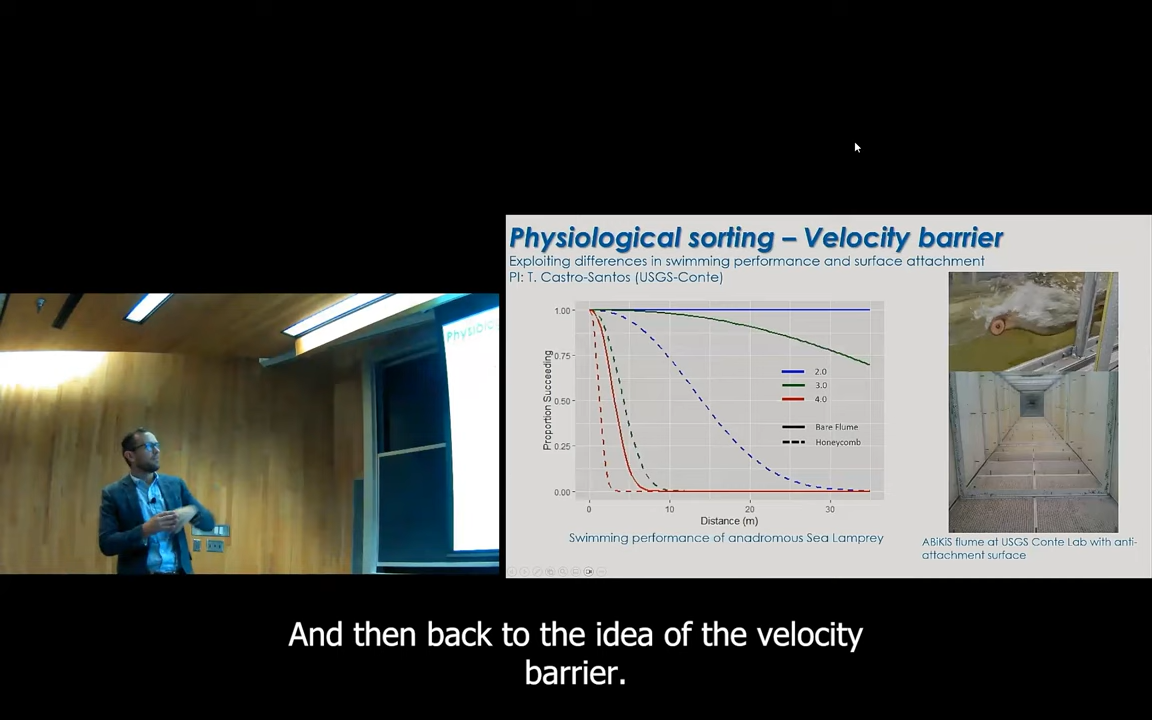 Physiological sorting – Velocity barrier
Exploiting differences in swimming performance and surface attachment
PI: T. Castro-Santos (USGS-Conte)
Proportion Succeeding
1.00
0.75
0.50
0.25
0.00
0
10
20
30
Distance (m)
2.0
3.0
4.0
Bare Flume
Honeycomb
Swimming performance of anadromous Sea Lamprey
ABIKiS flume at USGS Conte Lab with anti-
attachment surface
And then back to the idea of the velocity
barrier.